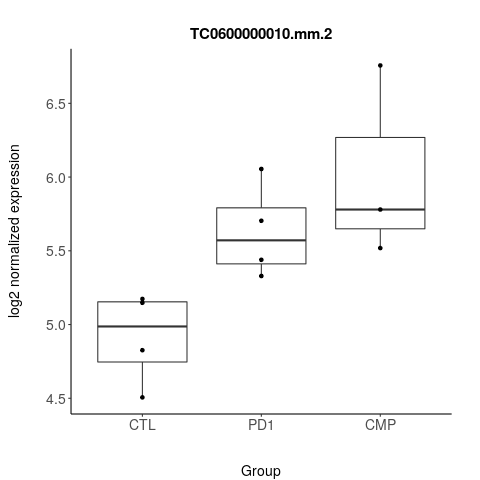 TC0600000010.mm.2
log2 normalized expression
6.5
6.0
5.5
5.0
4.5
CTL PD1 CMP
Group